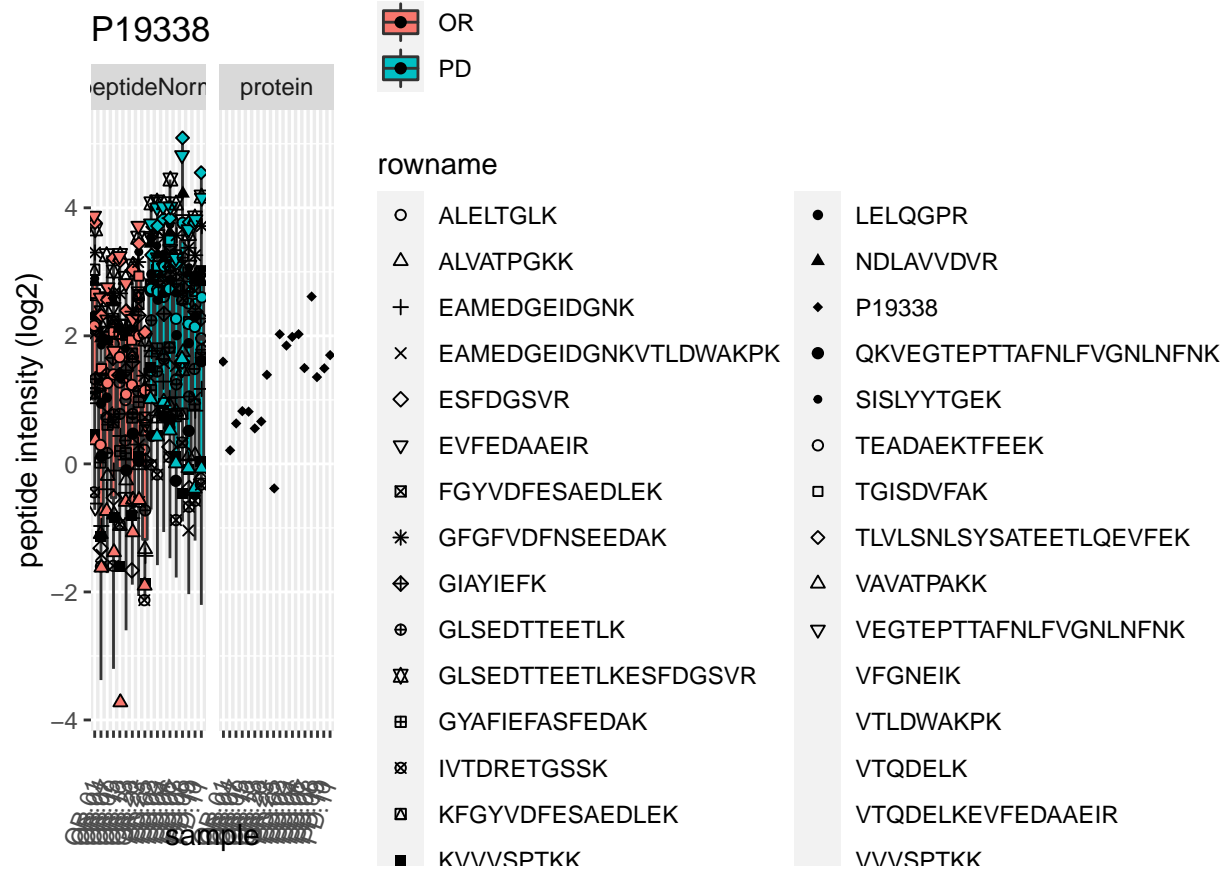 P19338
OR
PD
eptideNorm
protein
rowname
peptide intensity (log2)
4
2
0
−2
−4
sample
ALELTGLK
ALVATPGKK
EAMEDGEIDGNK
EAMEDGEIDGNKVTLDWAKPK
ESFDGSVR
EVFEDAAEIR
FGYVDFESAEDLEK
GFGFVDFNSEEDAK
GIAYIEFK
GLSEDTTEETLK
GLSEDTTEETLKESFDGSVR
GYAFIEFASFEDAK
IVTDRETGSSK
KFGYVDFESAEDLEK
KVVVSPTKK
LELQGPR
NDLAVVDVR
P19338
QKVEGTEPTTAFNLFVGNLNFNK
SISLYYTGEK
TEADAEKTFEEK
TGISDVFAK
TLVLSNLSYSATEETLQEVFEK
VAVATPAKK
VEGTEPTTAFNLFVGNLNFNK
VFGNEIK
VTLDWAKPK
VTQDELK
VTQDELKEVFEDAAEIR
VVVSPTKK